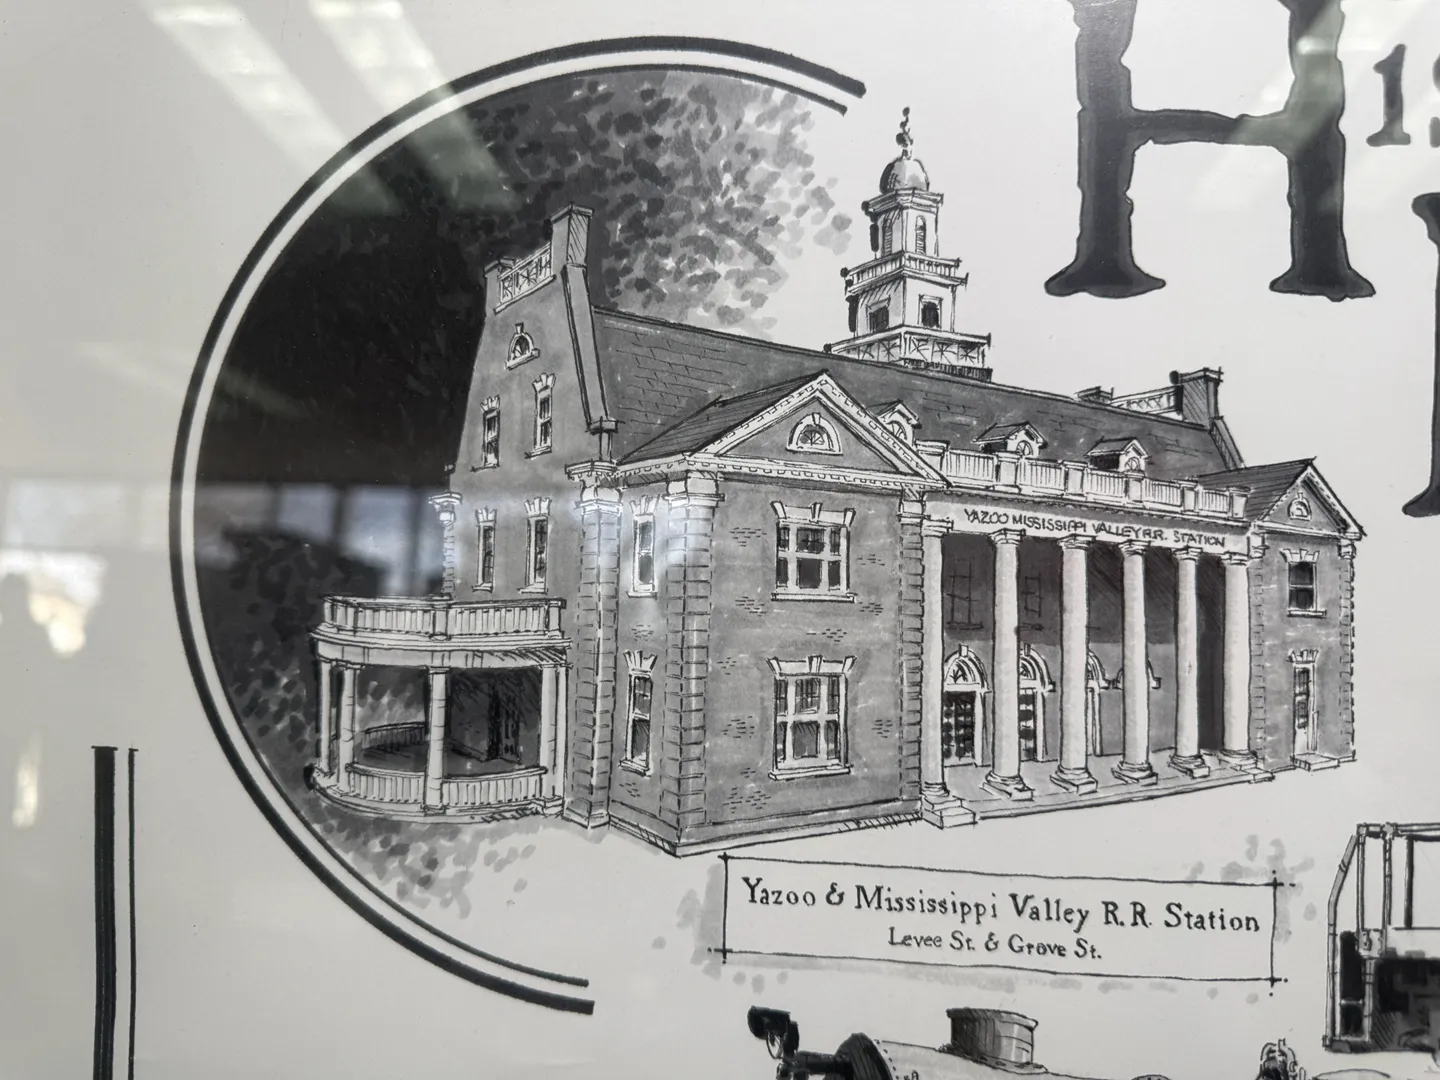 YAZOO MISSISSIPPI VALLEY R.R. STATION
Yazoo & Mississippi Valley R.R. Station
Levee St. & Grove St.